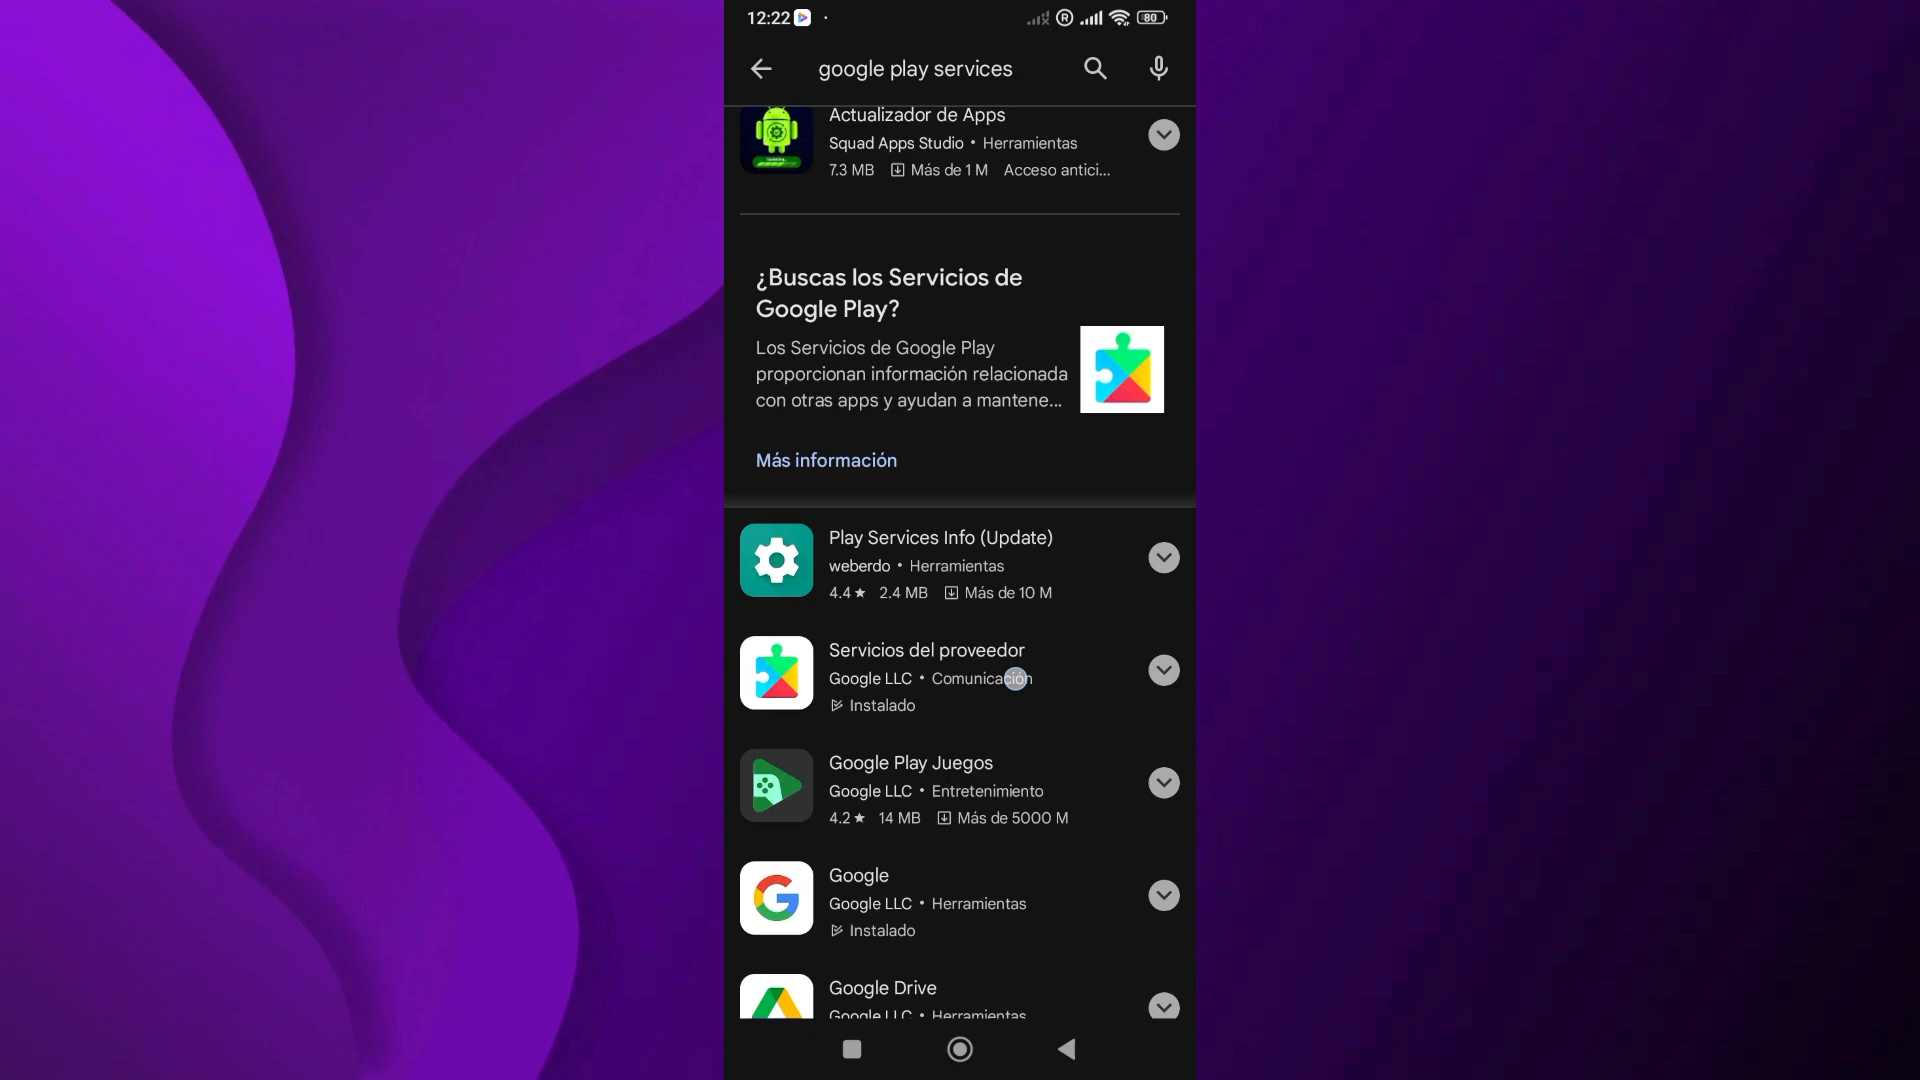 12:22
R
80
google play services
Actualizador de Apps
Squad Apps Studio • Herramientas
7.3 MB Más de 1 M Acceso antici...
¿Buscas los Servicios de
Google Play?
Los Servicios de Google Play
proporcionan información relacionada
con otras apps y ayudan a mantene...
Más información
Play Services Info (Update)
weberdo • Herramientas
4.4★ 2.4 MB Más de 10 M
Servicios del proveedor
Google LLC • Comunicación
Instalado
Google Play Juegos
Google LLC • Entretenimiento
4.2★ 14 MB Más de 5000 M
Google
Google LLC • Herramientas
Instalado
Google Drive
Google LLC • Herramientas